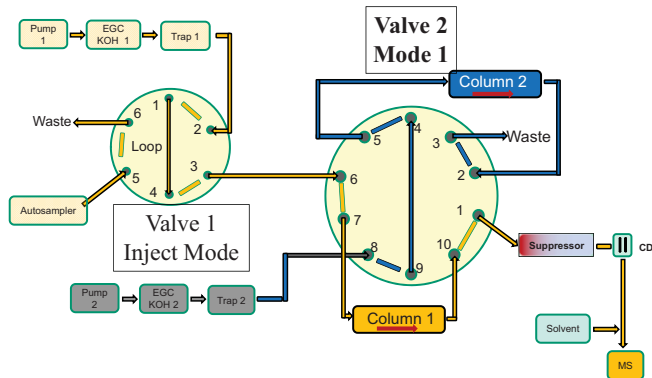 Pump
1
EGC
KOH 1
Trap 1
Valve 2
Mode 1
Column 2
Waste
6
1
2
Loop
5
4
3
Autosampler
Valve 1
Inject Mode
5
4
3
Waste
6
2
7
1
8
9
10
Suppressor
CD
Pump
2
EGC
KOH 2
Trap 2
Column 1
Solvent
MS